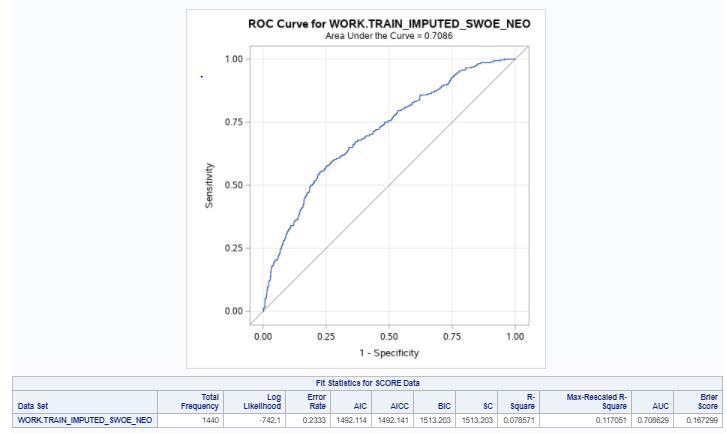 ROC Curve for WORK.TRAIN_IMPUTED_SWOE_NEO
Area Under the Curve = 0.7086
1.00
0.75
Sensitivity
0.50
0.25
0.00
0.00 0.25 0.50 0.75 1.00
1 - Specificity
Fit Statistics for SCORE Data
Data Set Total Frequency Log Likelihood Error Rate AIC AICC BIC SC R-Square Max-Rescaled R-Square AUC Brier Score
WORK.TRAIN_IMPUTED_SWOE_NEO 1440 -742.1 0.2333 1492.114 1492.141 1513.203 1513.203 0.078571 0.117051 0.708629 0.167299